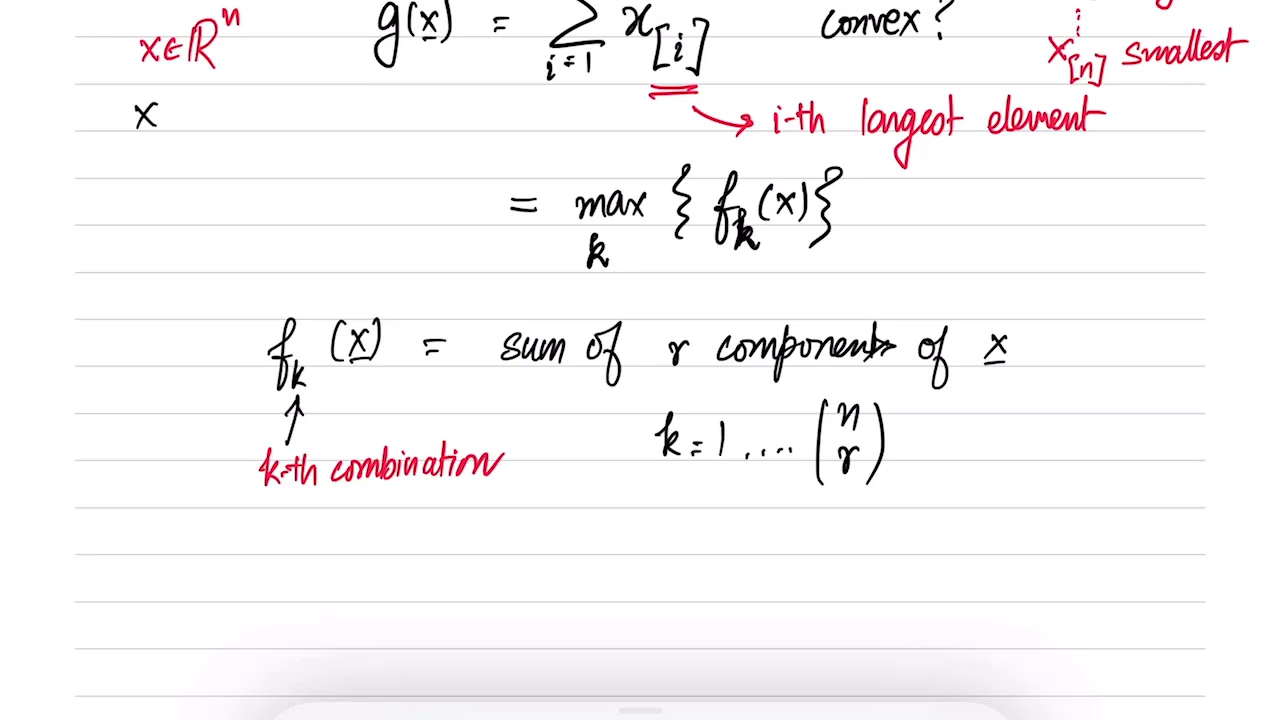 x∈ℝⁿ g(x) = ∑_{i=1} x_[i] convex?
x_[n] smallest
x
i-th largest element
= max_k { f_k(x) }
f_k (x) = sum of r components of x
k = 1 .... (n r)
k-th combination